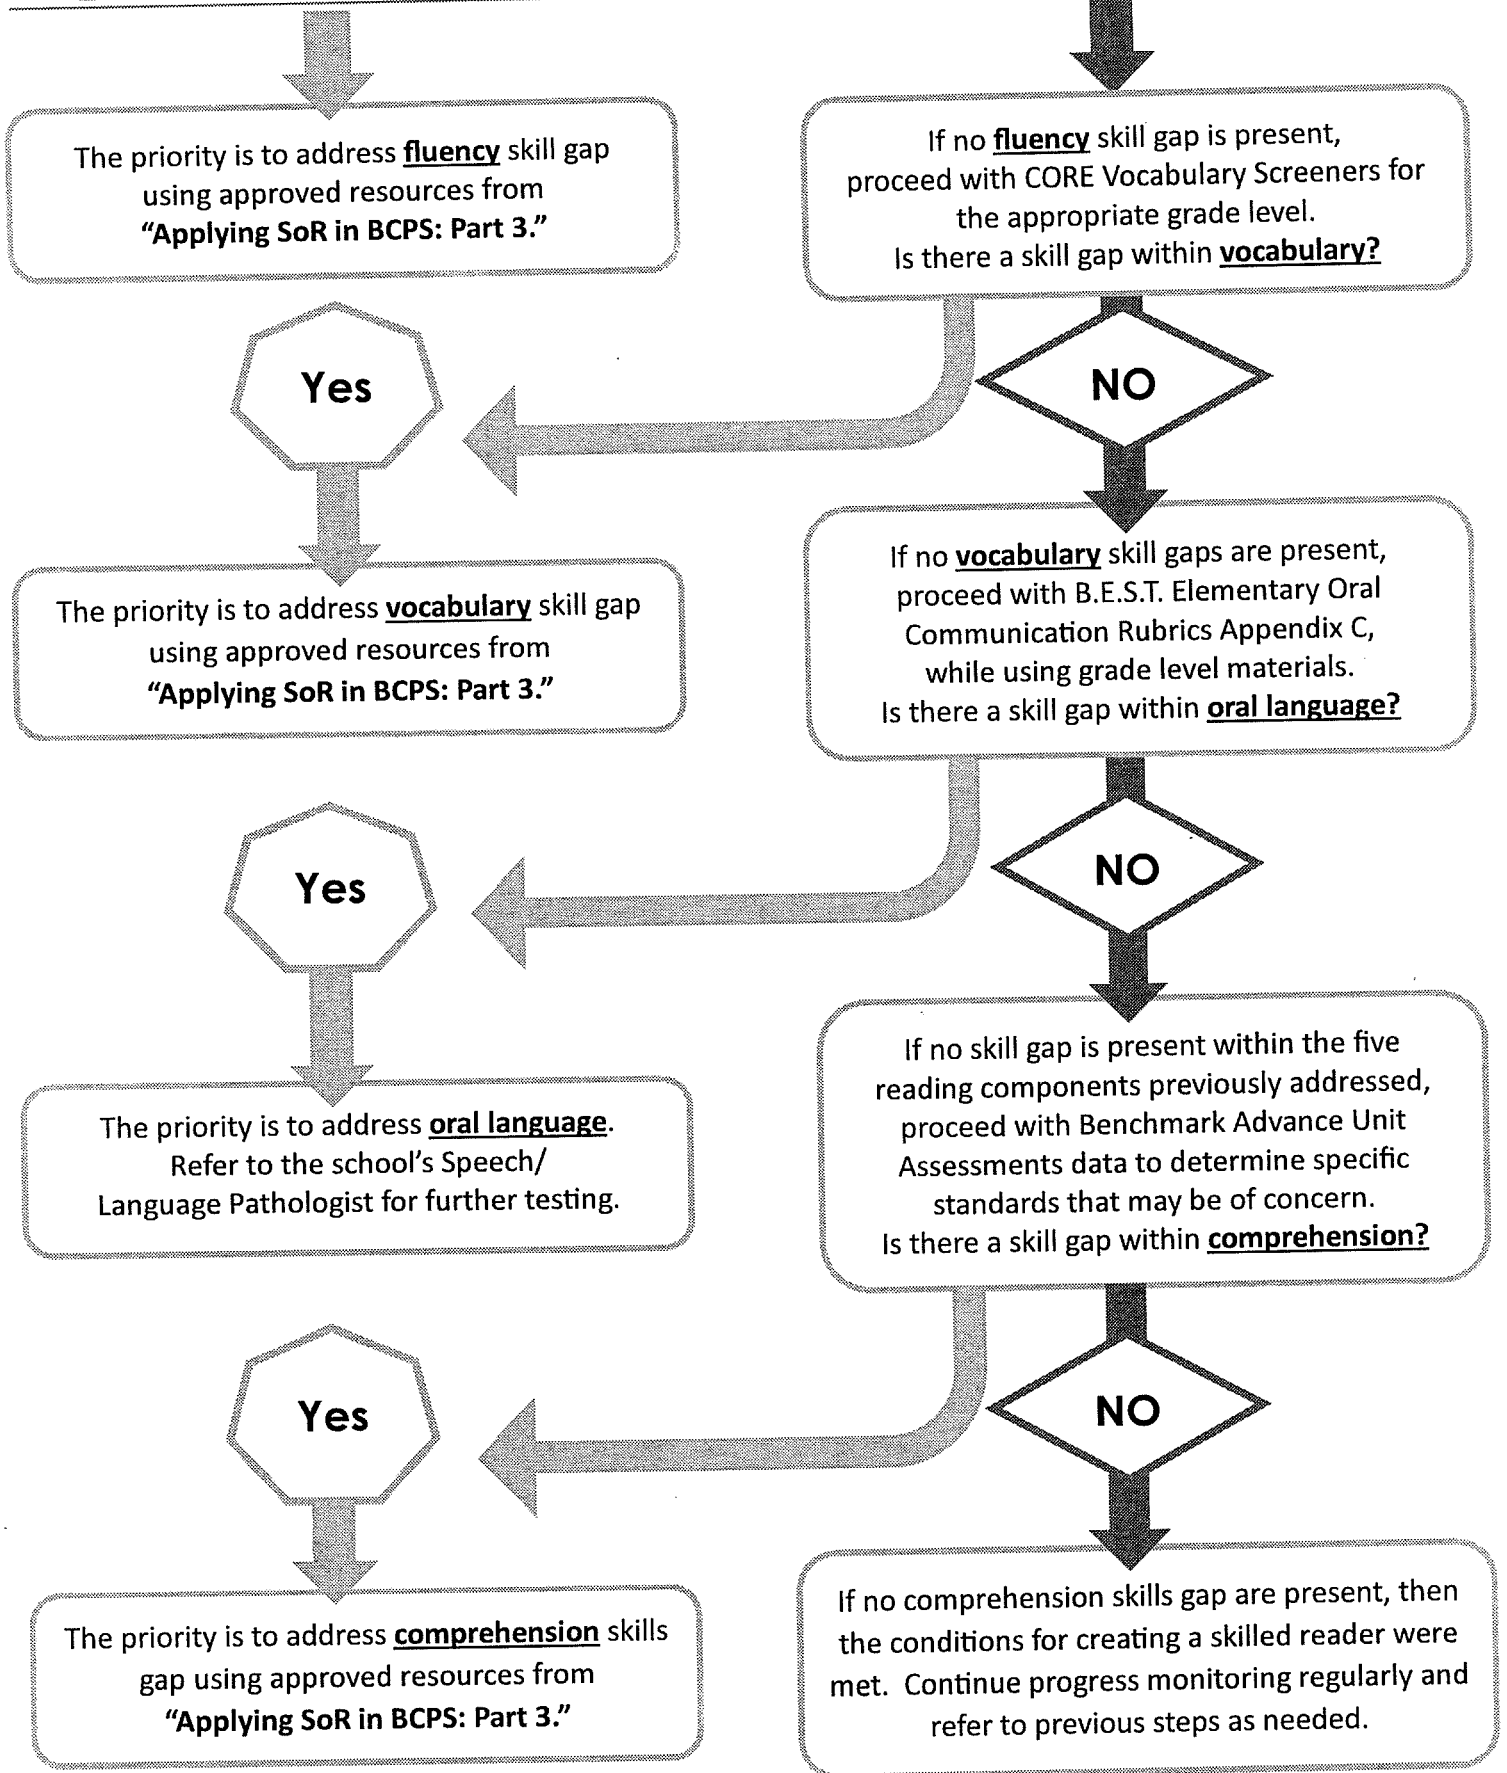 The priority is to address fluency skill gap
using approved resources from
“Applying SoR in BCPS: Part 3.”
If no fluency skill gap is present,
proceed with CORE Vocabulary Screeners for
the appropriate grade level.
Is there a skill gap within vocabulary?
Yes
NO
The priority is to address vocabulary skill gap
using approved resources from
“Applying SoR in BCPS: Part 3.”
If no vocabulary skill gaps are present,
proceed with B.E.S.T. Elementary Oral
Communication Rubrics Appendix C,
while using grade level materials.
Is there a skill gap within oral language?
Yes
NO
The priority is to address oral language.
Refer to the school’s Speech/
Language Pathologist for further testing.
If no skill gap is present within the five
reading components previously addressed,
proceed with Benchmark Advance Unit
Assessments data to determine specific
standards that may be of concern.
Is there a skill gap within comprehension?
Yes
NO
The priority is to address comprehension skills
gap using approved resources from
“Applying SoR in BCPS: Part 3.”
If no comprehension skills gap are present, then
the conditions for creating a skilled reader were
met. Continue progress monitoring regularly and
refer to previous steps as needed.